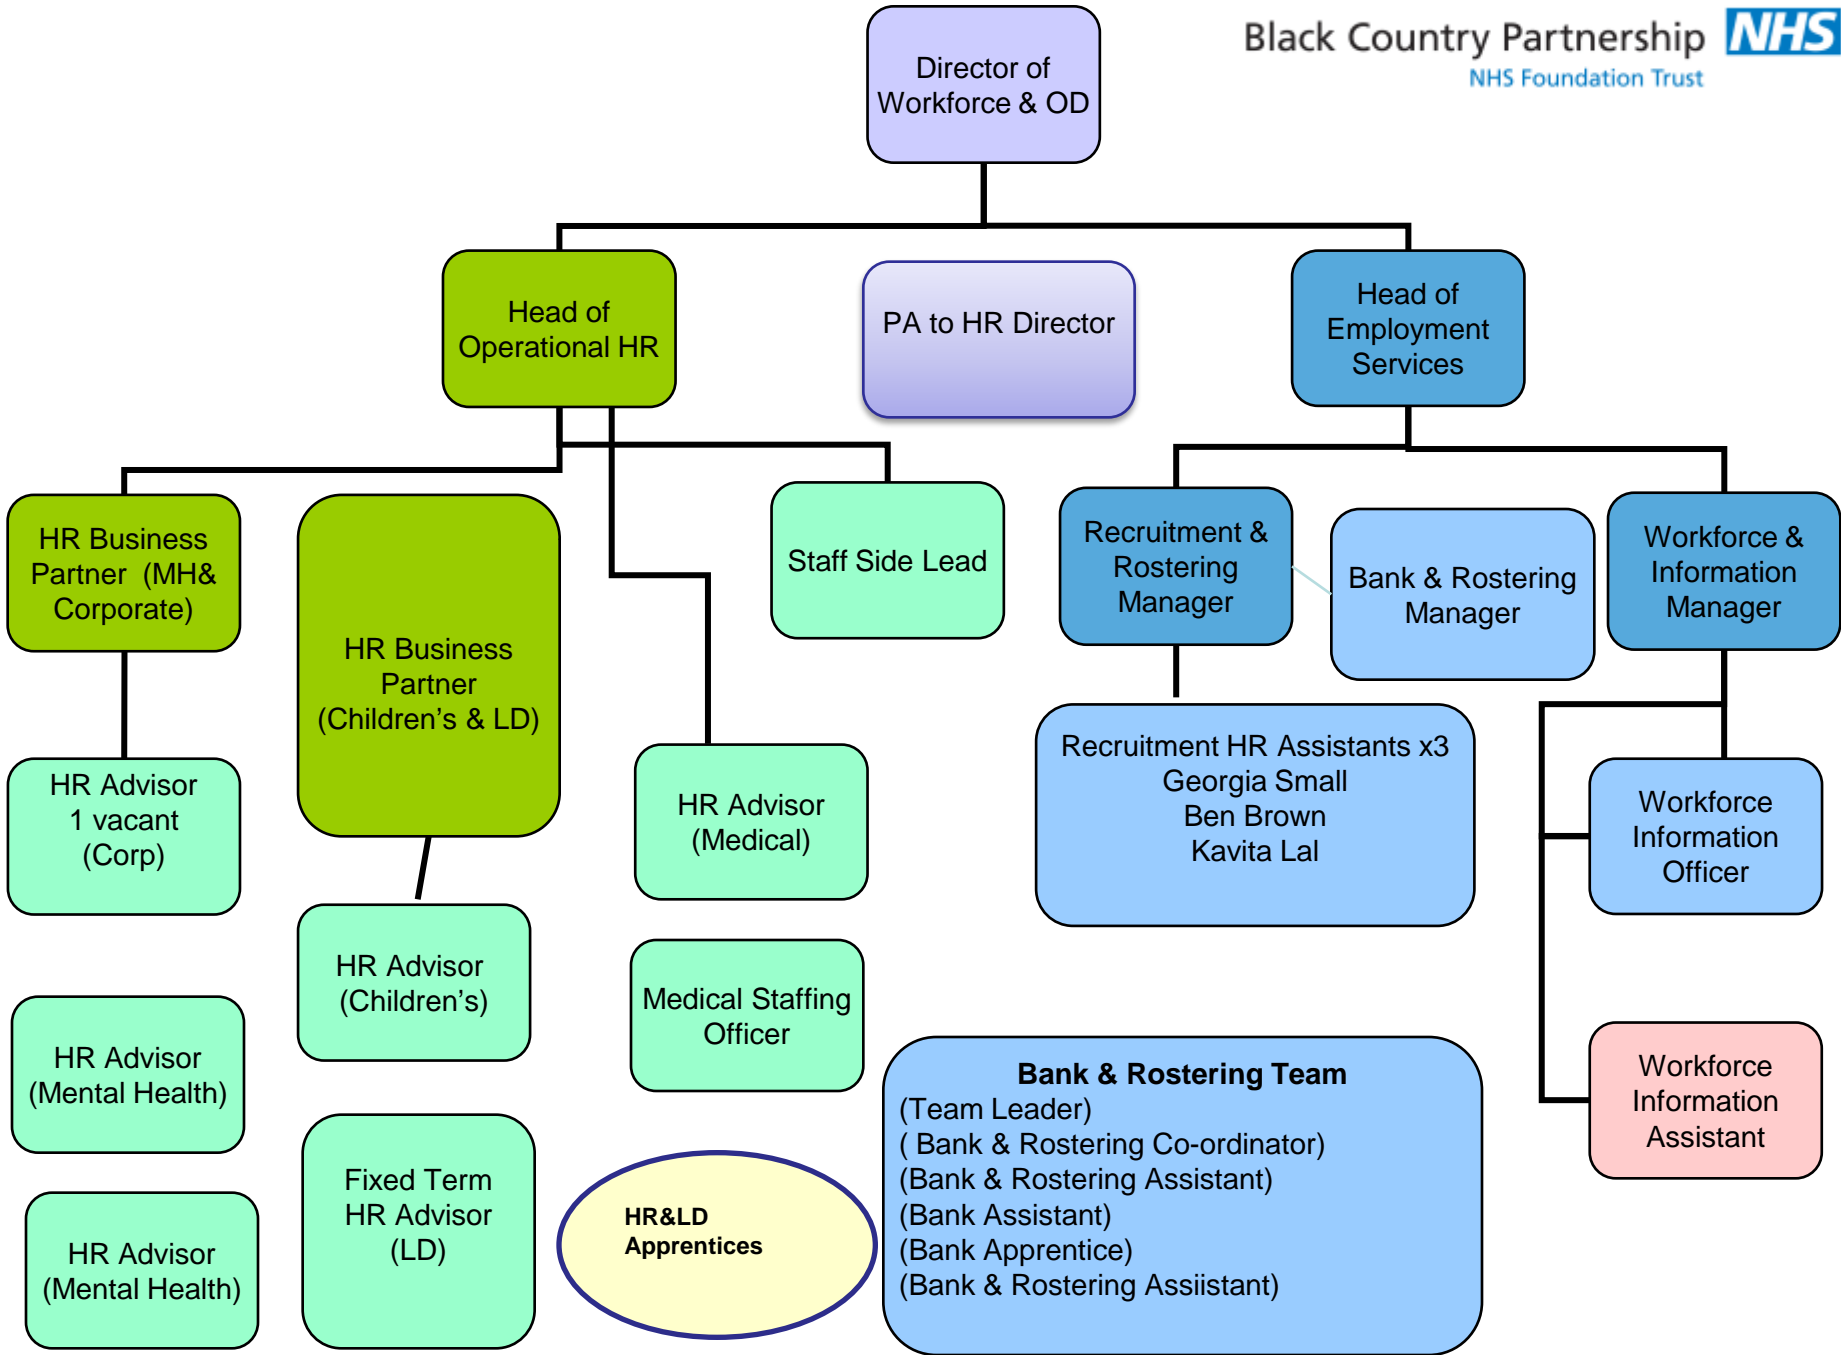 Black Country Partnership NHS
NHS Foundation Trust
Director of
Workforce & OD
Head of
Operational HR
PA to HR Director
Head of
Employment
Services
HR Business
Partner (MH&
Corporate)
HR Business
Partner
(Children's & LD)
Staff Side Lead
Recruitment &
Rostering
Manager
Bank & Rostering
Manager
Workforce &
Information
Manager
HR Advisor
1 vacant
(Corp)
HR Advisor
(Medical)
Recruitment HR Assistants x3
Georgia Small
Ben Brown
Kavita Lal
Workforce
Information
Officer
HR Advisor
(Children's)
Medical Staffing
Officer
HR Advisor
(Mental Health)
Workforce
Information
Assistant
Bank & Rostering Team
(Team Leader)
( Bank & Rostering Co-ordinator)
(Bank & Rostering Assistant)
(Bank Assistant)
(Bank Apprentice)
(Bank & Rostering Assiistant)
Fixed Term
HR Advisor
(LD)
HR&LD
Apprentices
HR Advisor
(Mental Health)